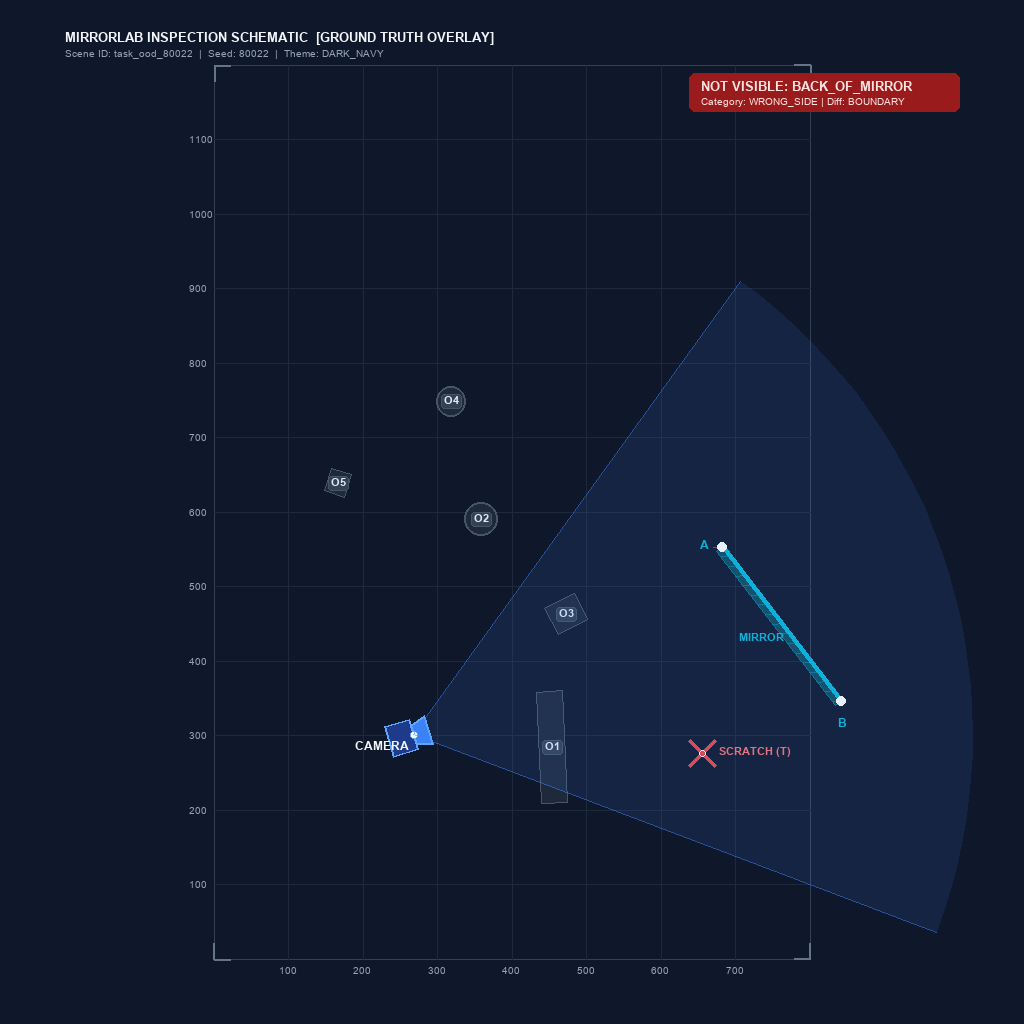 MIRRORLAB INSPECTION SCHEMATIC [GROUND TRUTH OVERLAY]
Scene ID: task_ood_80022 | Seed: 80022 | Theme: DARK_NAVY
NOT VISIBLE: BACK_OF_MIRROR
Category: WRONG_SIDE | Diff: BOUNDARY
1100
1000
900
800
700
600
500
400
300
200
100
O4
O5
O2
A
O3
MIRROR
B
CAMERA
O1
SCRATCH (T)
100
200
300
400
500
600
700